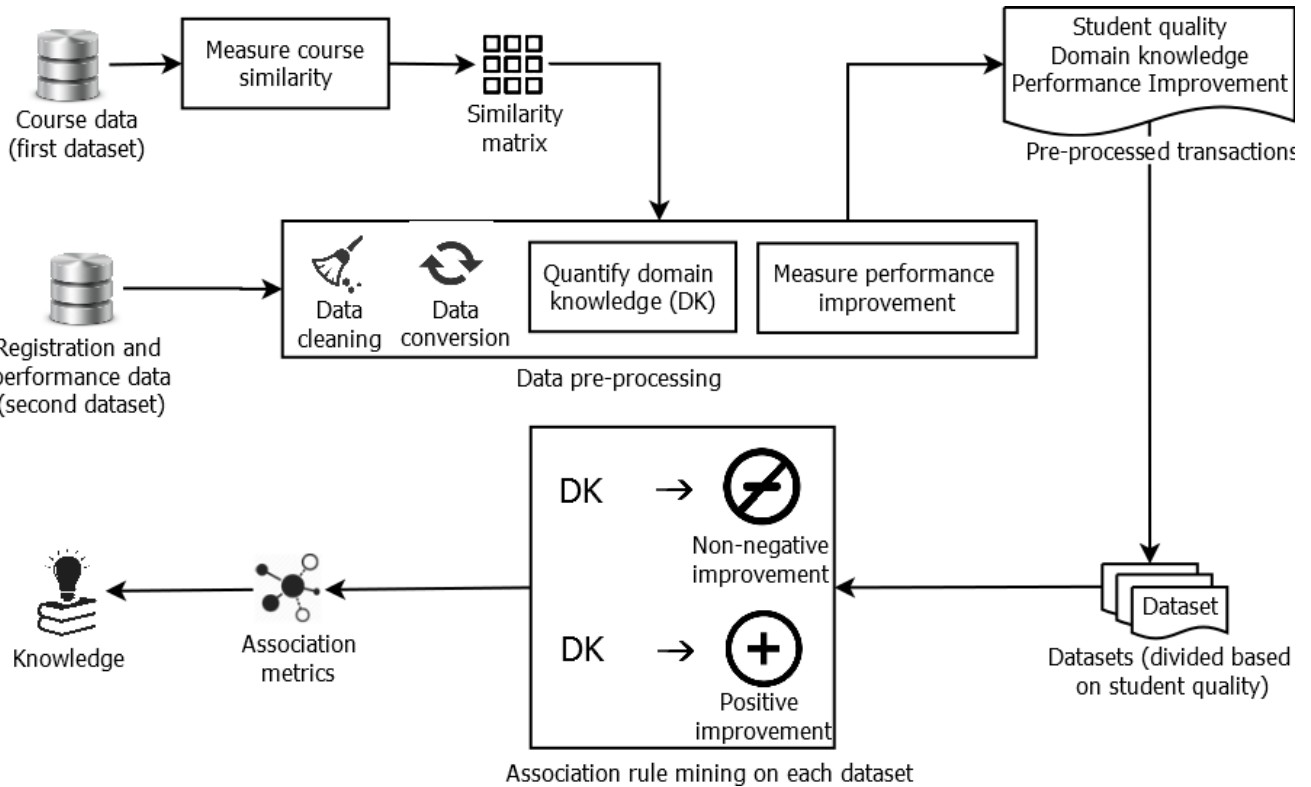 Measure course
similarity
Course data
(first dataset)
Similarity
matrix
Student quality
Domain knowledge
Performance Improvement
Pre-processed transactions
Registration and
performance data
(second dataset)
Data
cleaning
Data
conversion
Quantify domain
knowledge (DK)
Measure performance
improvement
Data pre-processing
Dataset
Datasets (divided based
on student quality)
DK
Non-negative
improvement
DK
Positive
improvement
Association rule mining on each dataset
Association
metrics
Knowledge